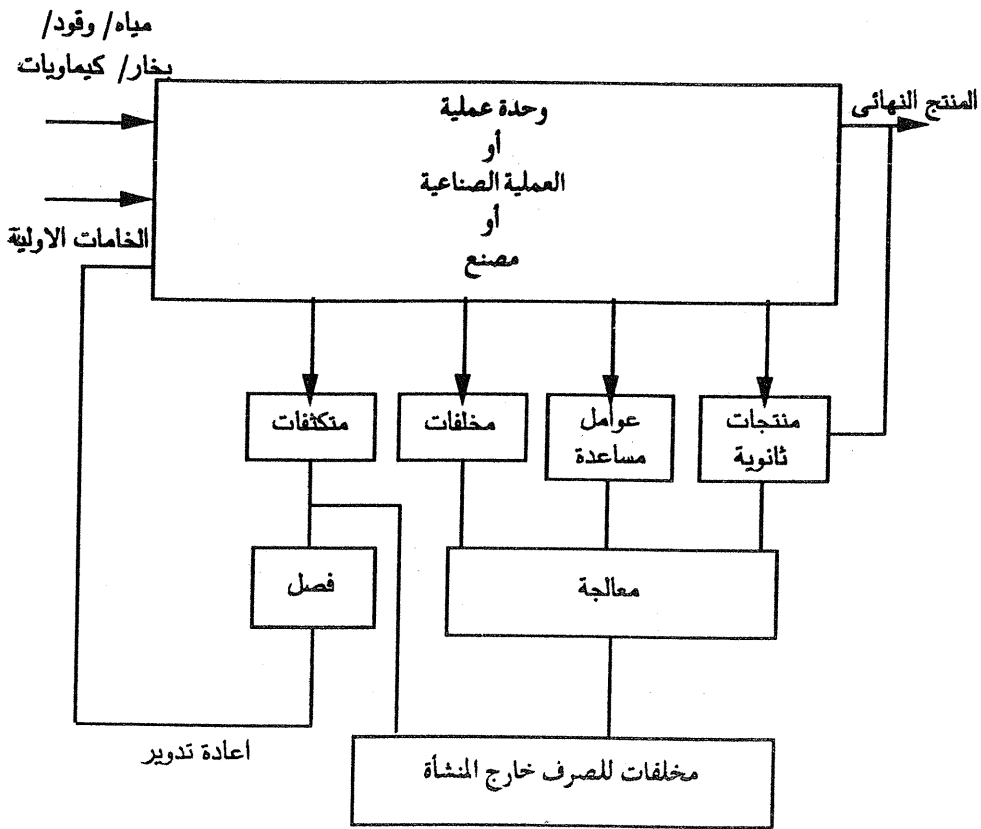 مياه/ وقود/
بخار/ كيماويات
المنتج النهائى
وحدة عملية
أو
العملية الصناعية
أو
مصنع
الخامات الاولية
منتجات
ثانوية
عوامل
مساعدة
مخلفات
متكثفات
معالجة
فصل
اعادة تدوير
مخلفات للصرف خارج المنشأة